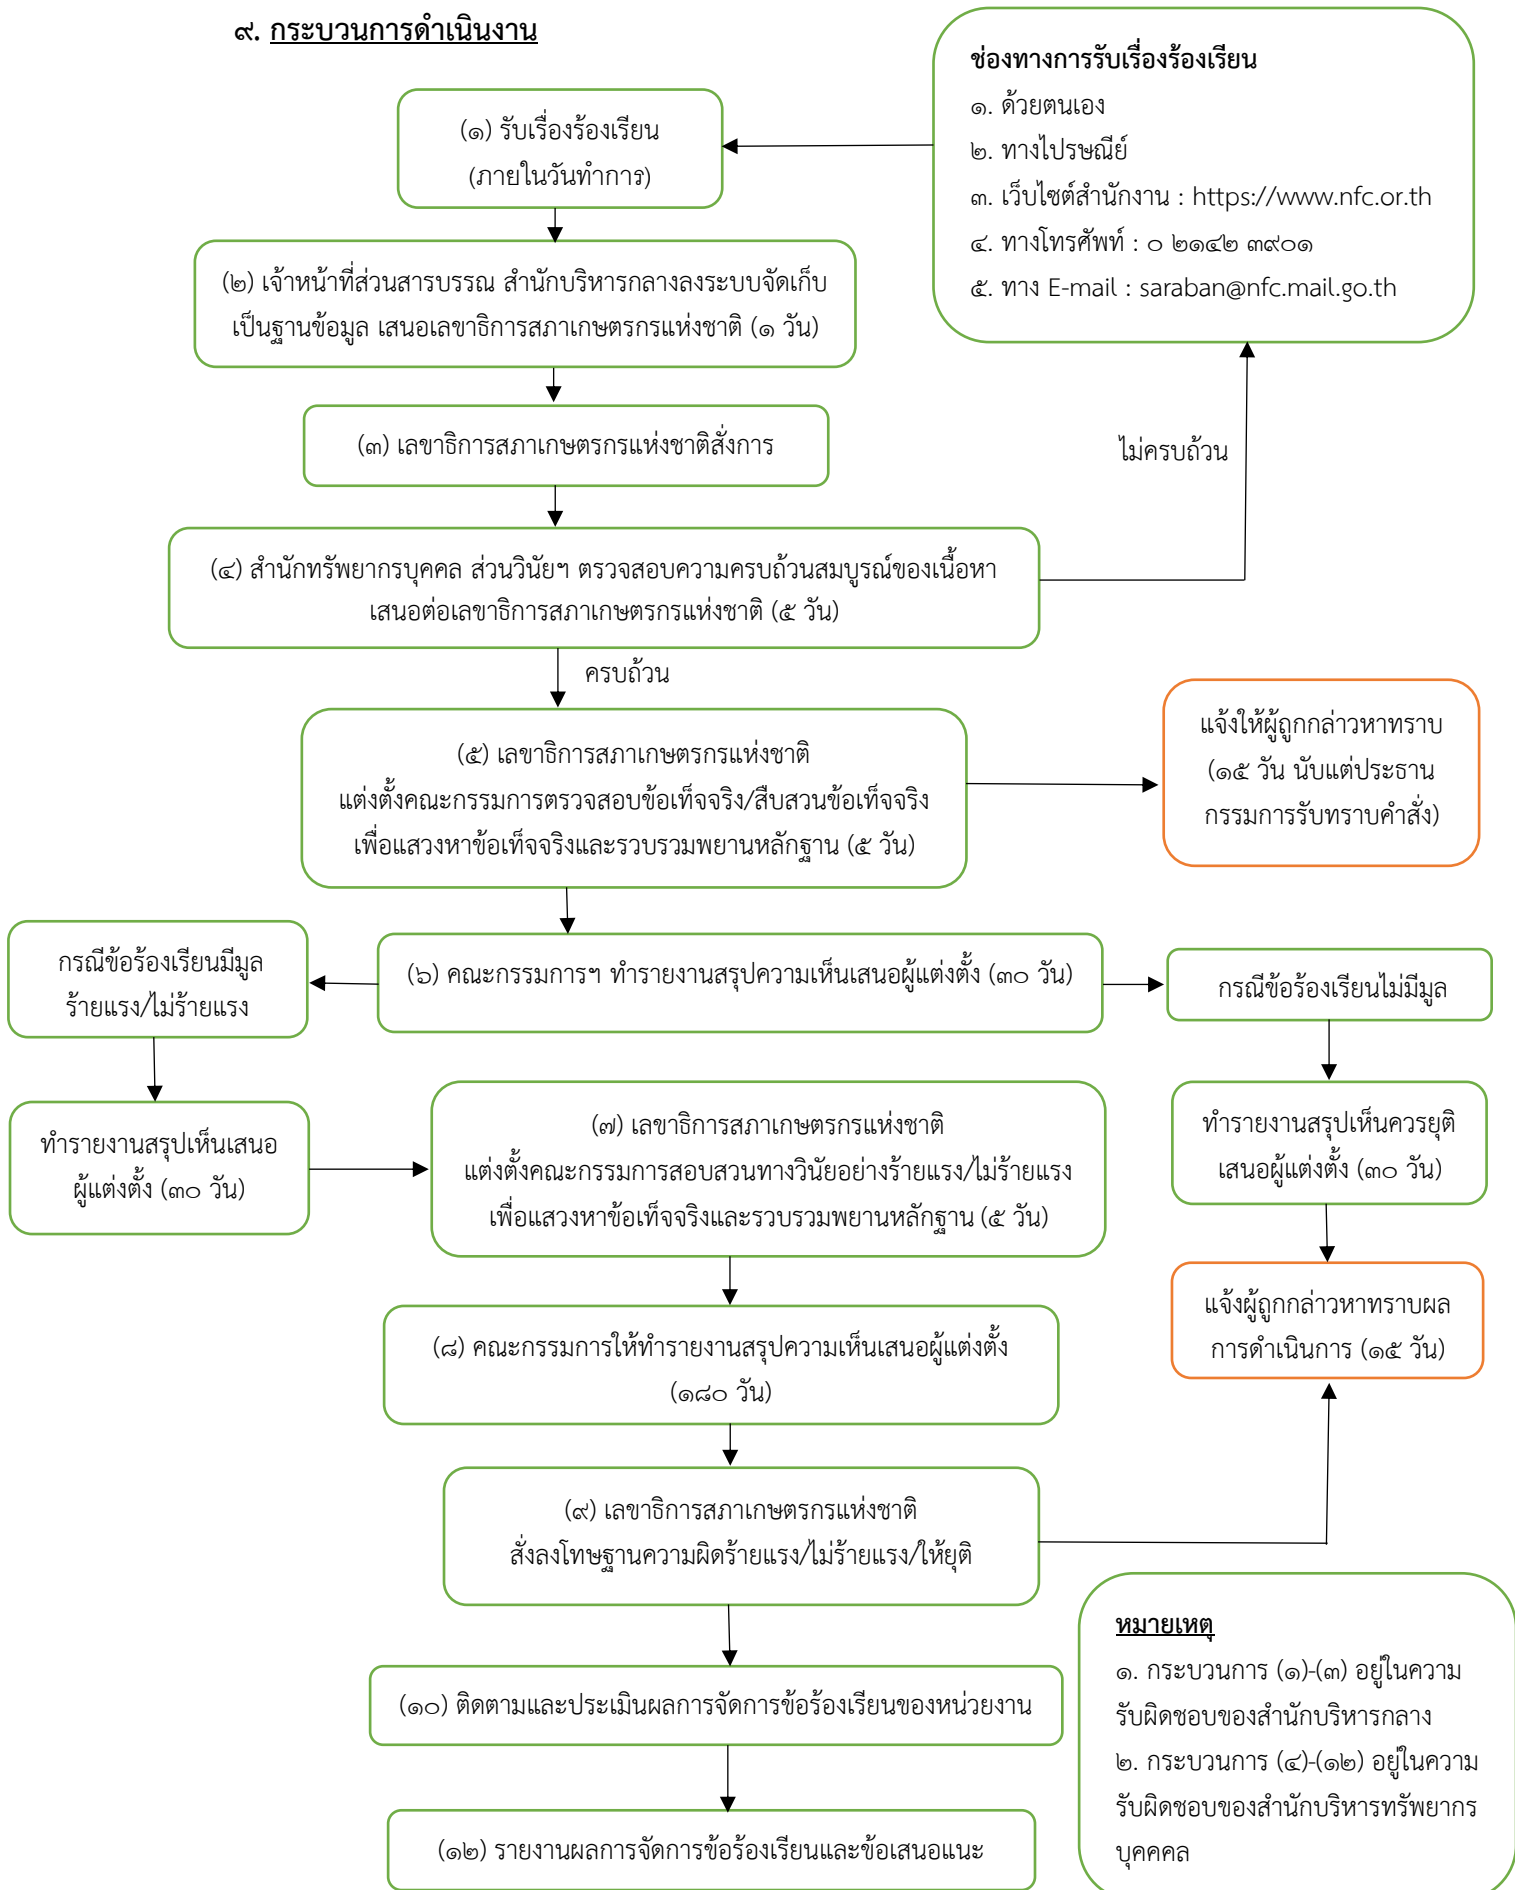 ๙. กระบวนการดำเนินงาน
ช่องทางการรับเรื่องร้องเรียน
๑. ด้วยตนเอง
๒. ทางไปรษณีย์
๓. เว็บไซต์สำนักงาน : https://www.nfc.or.th
๔. ทางโทรศัพท์ : ๐ ๒๑๔๒ ๓๙๐๑
๕. ทาง E-mail : saraban@nfc.mail.go.th
(๑) รับเรื่องร้องเรียน
(ภายในวันทำการ)
(๒) เจ้าหน้าที่ส่วนสารบรรณ สำนักบริหารกลางลงระบบจัดเก็บ
เป็นฐานข้อมูล เสนอเลขาธิการสภาเกษตรกรแห่งชาติ (๑ วัน)
(๓) เลขาธิการสภาเกษตรกรแห่งชาติสั่งการ
ไม่ครบถ้วน
(๔) สำนักทรัพยากรบุคคล ส่วนวินัยฯ ตรวจสอบความครบถ้วนสมบูรณ์ของเนื้อหา
เสนอต่อเลขาธิการสภาเกษตรกรแห่งชาติ (๕ วัน)
ครบถ้วน
(๕) เลขาธิการสภาเกษตรกรแห่งชาติ
แต่งตั้งคณะกรรมการตรวจสอบข้อเท็จจริง/สืบสวนข้อเท็จจริง
เพื่อแสวงหาข้อเท็จจริงและรวบรวมพยานหลักฐาน (๕ วัน)
แจ้งให้ผู้ถูกกล่าวหาทราบ
(๑๕ วัน นับแต่ประธาน
กรรมการรับทราบคำสั่ง)
กรณีข้อร้องเรียนมีมูล
ร้ายแรง/ไม่ร้ายแรง
(๖) คณะกรรมการฯ ทำรายงานสรุปความเห็นเสนอผู้แต่งตั้ง (๓๐ วัน)
กรณีข้อร้องเรียนไม่มีมูล
ทำรายงานสรุปเห็นเสนอ
ผู้แต่งตั้ง (๓๐ วัน)
(๗) เลขาธิการสภาเกษตรกรแห่งชาติ
แต่งตั้งคณะกรรมการสอบสวนทางวินัยอย่างร้ายแรง/ไม่ร้ายแรง
เพื่อแสวงหาข้อเท็จจริงและรวบรวมพยานหลักฐาน (๕ วัน)
ทำรายงานสรุปเห็นควรยุติ
เสนอผู้แต่งตั้ง (๓๐ วัน)
แจ้งผู้ถูกกล่าวหาทราบผล
การดำเนินการ (๑๕ วัน)
(๘) คณะกรรมการให้ทำรายงานสรุปความเห็นเสนอผู้แต่งตั้ง
(๑๘๐ วัน)
(๙) เลขาธิการสภาเกษตรกรแห่งชาติ
สั่งลงโทษฐานความผิดร้ายแรง/ไม่ร้ายแรง/ให้ยุติ
(๑๐) ติดตามและประเมินผลการจัดการข้อร้องเรียนของหน่วยงาน
(๑๒) รายงานผลการจัดการข้อร้องเรียนและข้อเสนอแนะ
หมายเหตุ
๑. กระบวนการ (๑)-(๓) อยู่ในความ
รับผิดชอบของสำนักบริหารกลาง
๒. กระบวนการ (๔)-(๑๒) อยู่ในความ
รับผิดชอบของสำนักบริหารทรัพยากร
บุคคคล